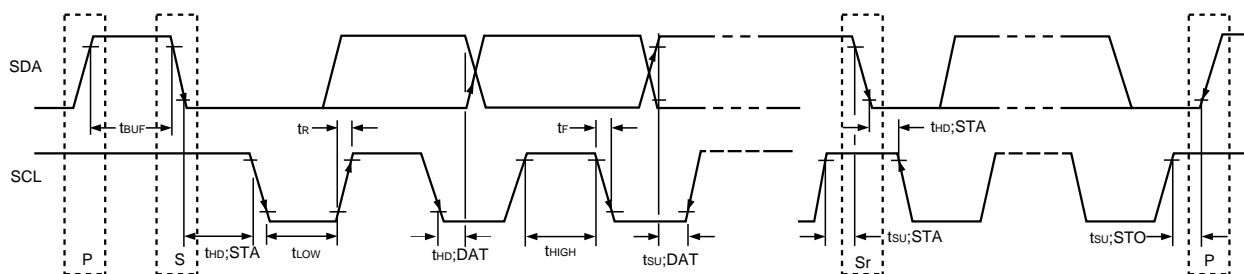 SDA
tBUF
tR
tF
tHD;STA
SCL
tHD;STA
tLOW
tHD;DAT
tHIGH
tSU;DAT
tSU;STA
tSU;STO
P
S
Sr
P